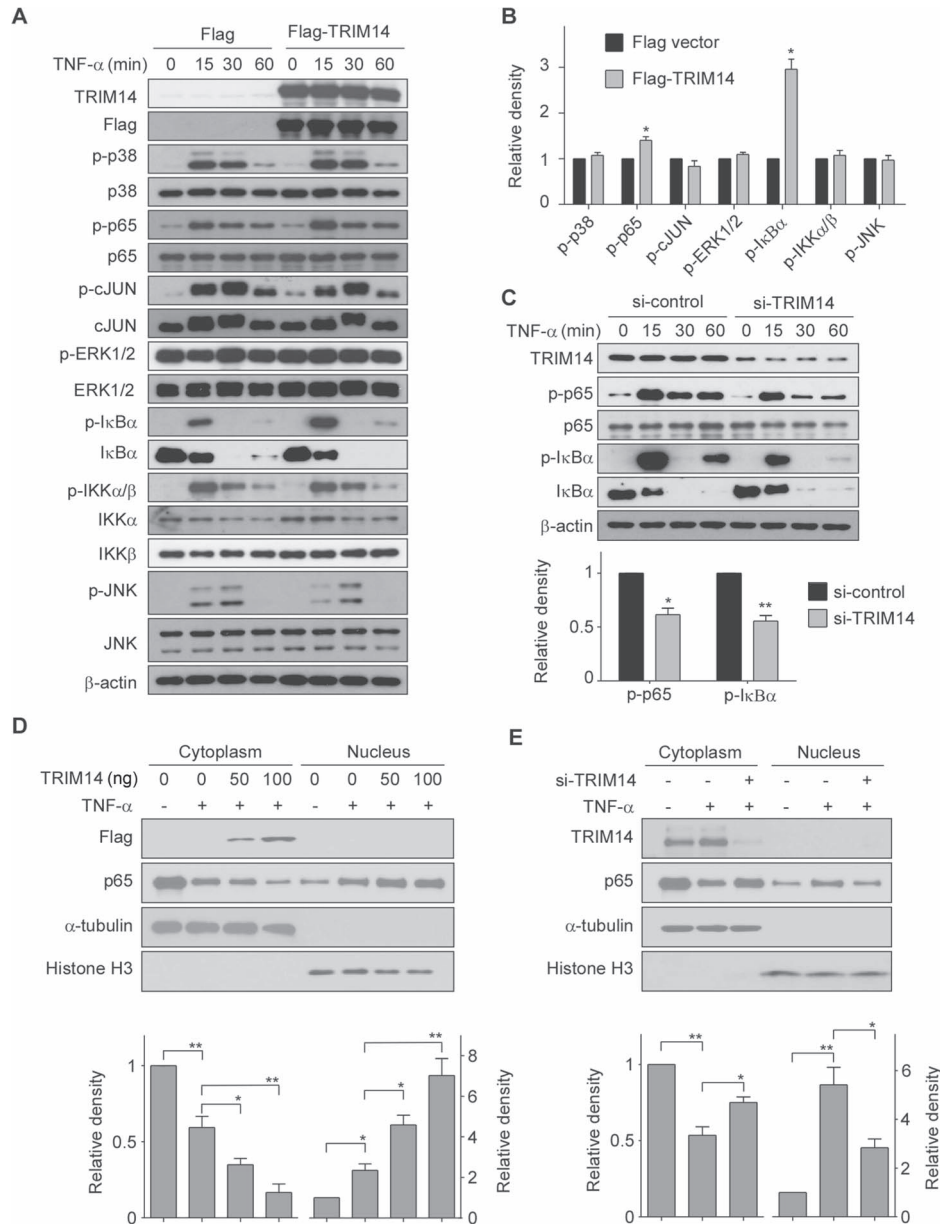 A
Flag Flag-TRIM14
TNF-α (min) 0 15 30 60 0 15 30 60
TRIM14
Flag
p-p38
p38
p-p65
p65
p-cJUN
cJUN
p-ERK1/2
ERK1/2
p-IκBα
IκBα
p-IKKα/β
IKKα
IKKβ
p-JNK
JNK
β-actin
B
Relative density
3
2
1
0
Flag vector
Flag-TRIM14
*
*
p-p38 p-p65 p-cJUN p-ERK1/2 p-IκBα p-IKKα/β p-JNK
C
si-control si-TRIM14
TNF-α (min) 0 15 30 60 0 15 30 60
TRIM14
p-p65
p65
p-IκBα
IκBα
β-actin
Relative density
1
0.5
0
* **
si-control
si-TRIM14
p-p65 p-IκBα
D
Cytoplasm Nucleus
TRIM14 (ng) 0 0 50 100 0 0 50 100
TNF-α - + + + - + + +
Flag
p65
α-tubulin
Histone H3
Relative density
1
0.5
0
** * **
* * **
8
6
4
2
0
Relative density
E
Cytoplasm Nucleus
si-TRIM14 - - + - - +
TNF-α - + + - + +
TRIM14
p65
α-tubulin
Histone H3
Relative density
1
0.5
0
** *
** *
6
4
2
0
Relative density